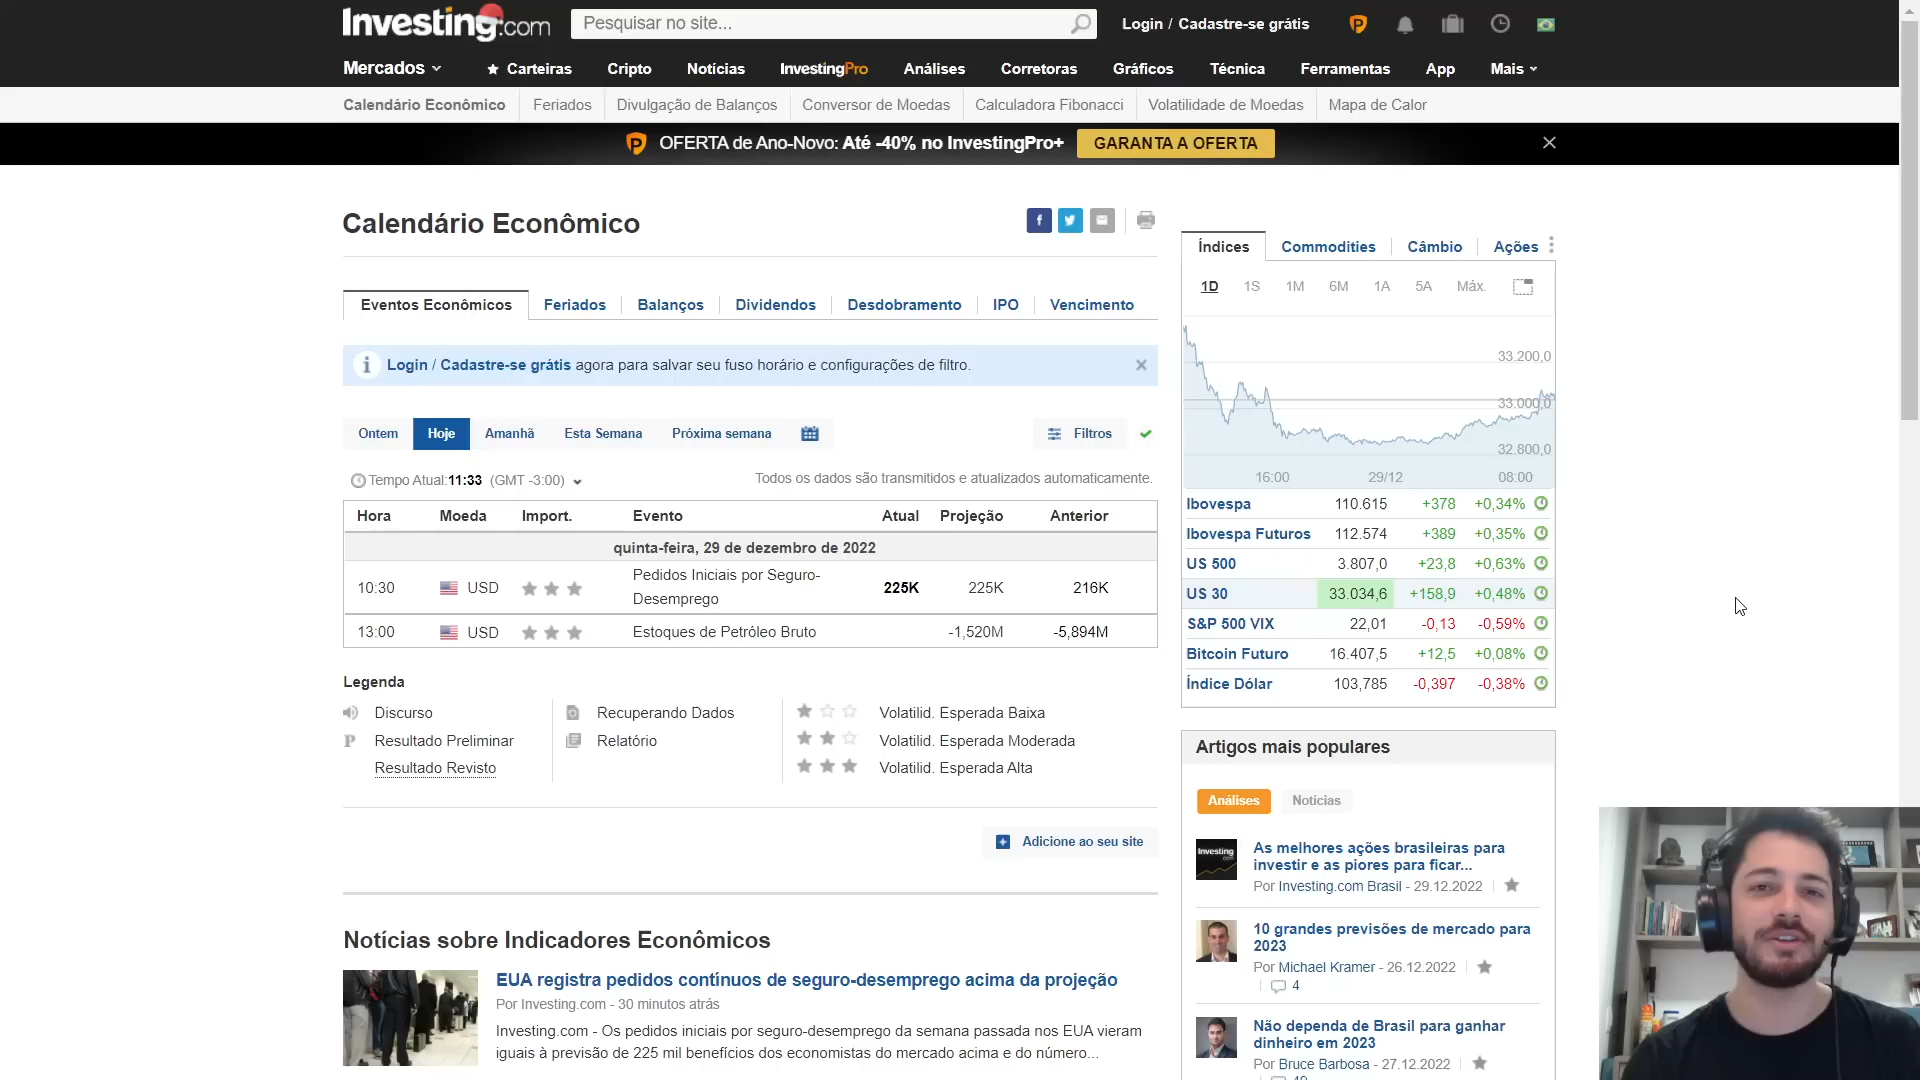 Investing.com
Pesquisar no site...
Login / Cadastre-se grátis
Mercados
Carteiras
Cripto
Notícias
InvestingPro
Análises
Corretoras
Gráficos
Técnica
Ferramentas
App
Mais
Calendário Econômico
Feriados
Divulgação de Balanços
Conversor de Moedas
Calculadora Fibonacci
Volatilidade de Moedas
Mapa de Calor
OFERTA de Ano-Novo: Até -40% no InvestingPro+
GARANTA A OFERTA
Calendário Econômico
Eventos Econômicos
Feriados
Balanços
Dividendos
Desdobramento
IPO
Vencimento
Login / Cadastre-se grátis agora para salvar seu fuso horário e configurações de filtro.
Ontem
Hoje
Amanhã
Esta Semana
Próxima semana
Filtros
Tempo Atual:11:33 (GMT -3:00)
Todos os dados são transmitidos e atualizados automaticamente.
Hora Moeda Import. Evento Atual Projeção Anterior
quinta-feira, 29 de dezembro de 2022
10:30 USD Pedidos Iniciais por Seguro-
Desemprego 225K 225K 216K
13:00 USD Estoques de Petróleo Bruto -1,520M -5,894M
Legenda
Discurso
Resultado Preliminar
Resultado Revisto
Recuperando Dados
Relatório
Volatilid. Esperada Baixa
Volatilid. Esperada Moderada
Volatilid. Esperada Alta
Adicione ao seu site
Notícias sobre Indicadores Econômicos
EUA registra pedidos contínuos de seguro-desemprego acima da projeção
Por Investing.com - 30 minutos atrás
Investing.com - Os pedidos iniciais por seguro-desemprego da semana passada nos EUA vieram
iguais à previsão de 225 mil benefícios dos economistas do mercado acima e do número...
Índices
Commodities
Câmbio
Ações
1D 1S 1M 6M 1A 5A Máx.
33.200,0
33.000,0
32.800,0
16:00 29/12 08:00
Ibovespa 110.615 +378 +0,34%
Ibovespa Futuros 112.574 +389 +0,35%
US 500 3.807,0 +23,8 +0,63%
US 30 33.034,6 +158,9 +0,48%
S&P 500 VIX 22,01 -0,13 -0,59%
Bitcoin Futuro 16.407,5 +12,5 +0,08%
Índice Dólar 103,785 -0,397 -0,38%
Artigos mais populares
Análises
Notícias
As melhores ações brasileiras para
investir e as piores para ficar...
Por Investing.com Brasil - 29.12.2022
10 grandes previsões de mercado para
2023
Por Michael Kramer - 26.12.2022
4
Não dependa de Brasil para ganhar
dinheiro em 2023
Por Bruce Barbosa - 27.12.2022